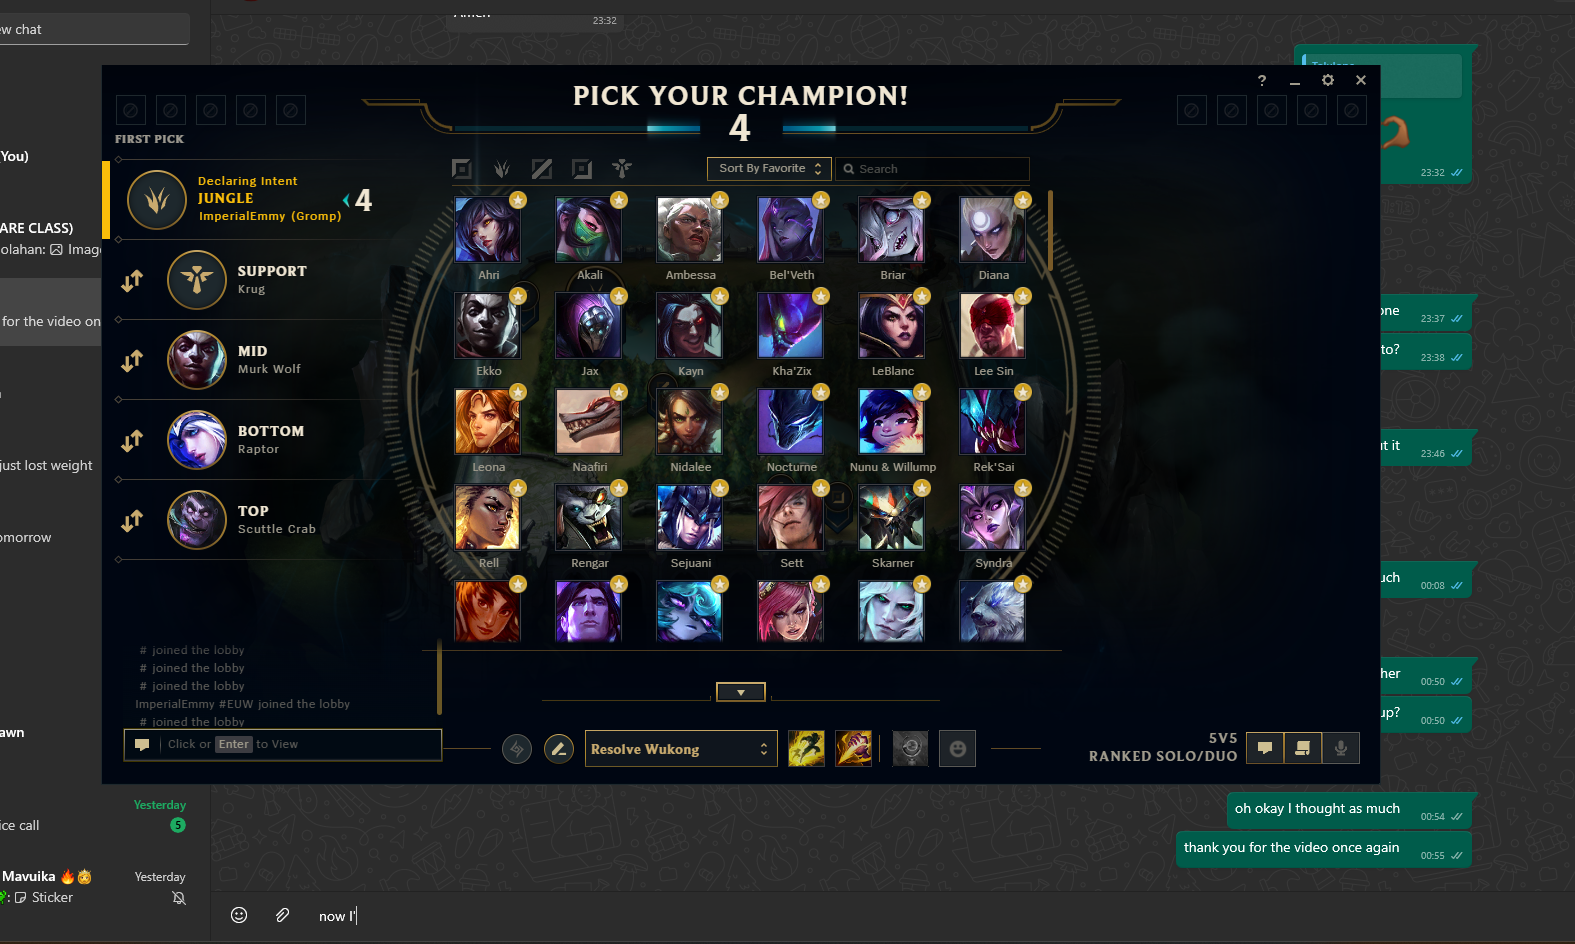 ew chat
Amen
23:32
23:32
(You)
ARE CLASS)
olahan: Imag
for the video on
just lost weight
omorrow
awn
Yesterday
ice call
5
Mavuika
Yesterday
: Sticker
?
PICK YOUR CHAMPION!
4
FIRST PICK
Declaring Intent
JUNGLE
ImperialEmmy (Gromp)
4
SUPPORT
Krug
MID
Murk Wolf
BOTTOM
Raptor
TOP
Scuttle Crab
Sort By Favorite
Search
Ahri
Akali
Ambessa
Bel'Veth
Briar
Diana
Ekko
Jax
Kayn
Kha'Zix
LeBlanc
Lee Sin
Leona
Naafiri
Nidalee
Nocturne
Nunu & Willump
Rek'Sai
Rell
Rengar
Sejuani
Sett
Skarner
Syndra
# joined the lobby
# joined the lobby
# joined the lobby
ImperialEmmy #EUW joined the lobby
# joined the lobby
Click or Enter to View
Resolve Wukong
5V5
RANKED SOLO/DUO
one
23:37
to?
23:38
ut it
23:46
uch
00:08
her
00:50
up?
00:50
oh okay I thought as much
00:54
thank you for the video once again
00:55
now I'